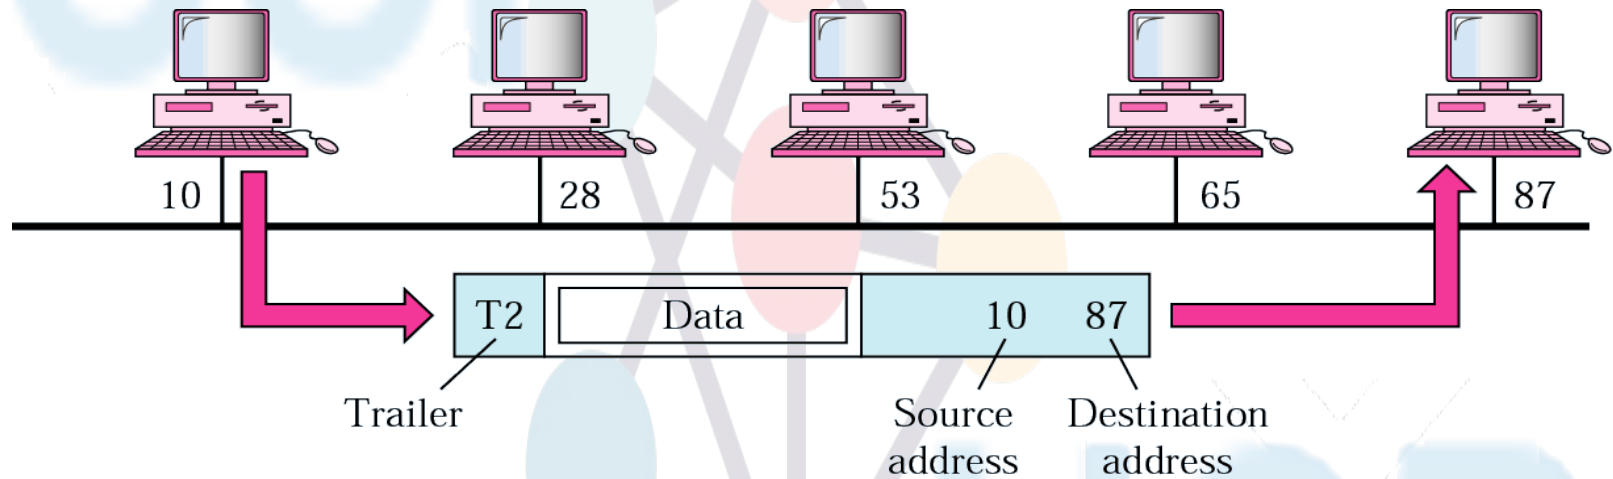 10
28
53
65
87
T2 Data 10 87
Trailer
Source address
Destination address